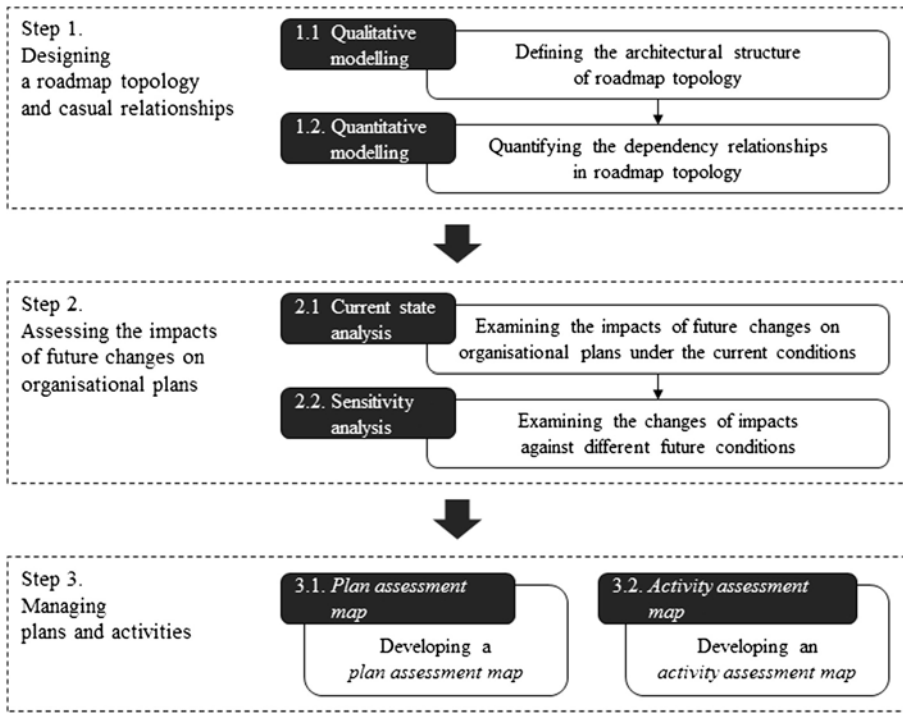 Step 1.
Designing
a roadmap topology
and casual relationships
1.1 Qualitative
modelling
Defining the architectural structure
of roadmap topology
1.2. Quantitative
modelling
Quantifying the dependency relationships
in roadmap topology
Step 2.
Assessing the impacts
of future changes on
organisational plans
2.1 Current state
analysis
Examining the impacts of future changes on
organisational plans under the current conditions
2.2. Sensitivity
analysis
Examining the changes of impacts
against different future conditions
Step 3.
Managing
plans and activities
3.1. Plan assessment
map
Developing a
plan assessment map
3.2. Activity assessment
map
Developing an
activity assessment map